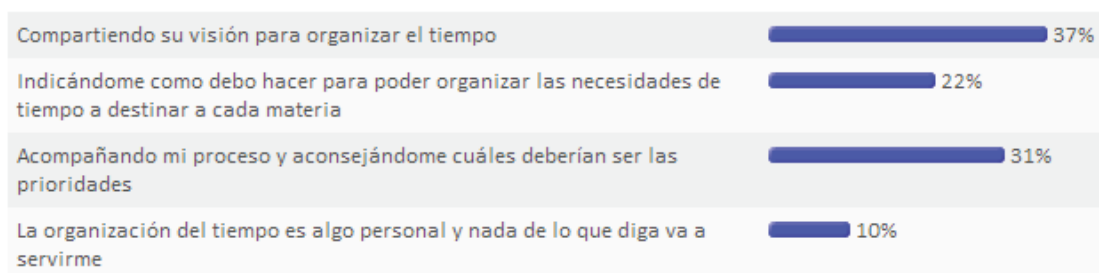 Compartiendo su visión para organizar el tiempo 37%
Indicándome como debo hacer para poder organizar las necesidades de 22%
tiempo a destinar a cada materia
Acompañando mi proceso y aconsejándome cuáles deberían ser las 31%
prioridades
La organización del tiempo es algo personal y nada de lo que diga va a 10%
servirme